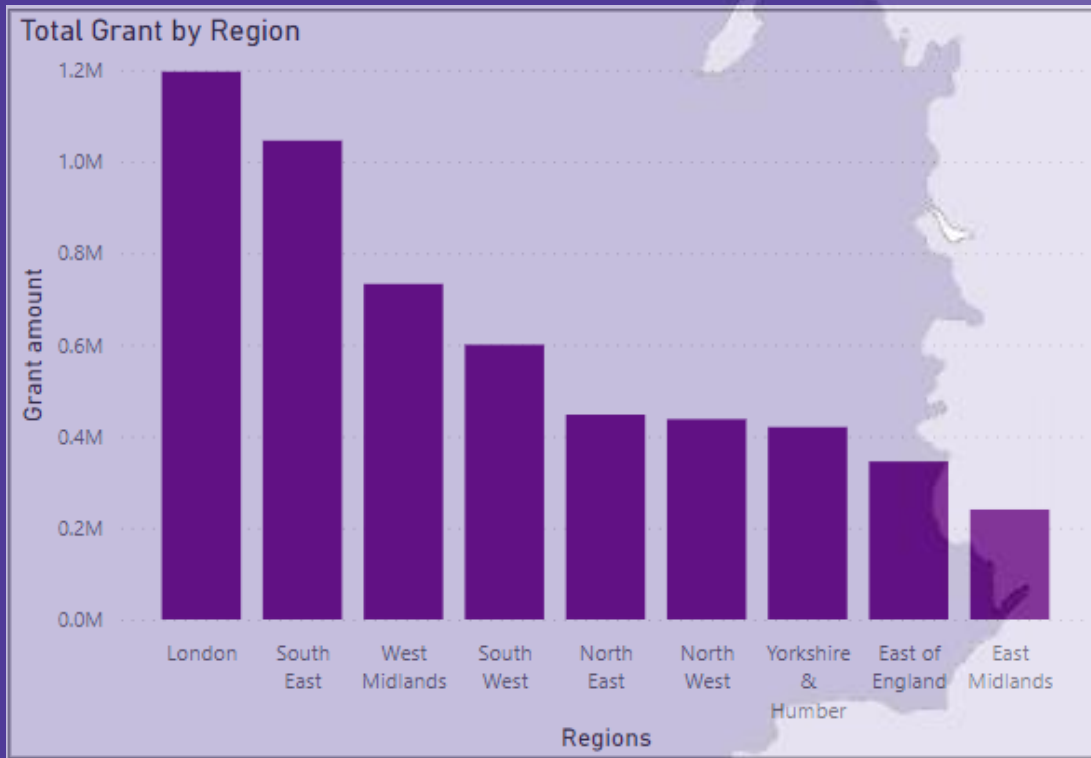 Total Grant by Region
1.2M
1.0M
0.8M
0.6M
0.4M
0.2M
0.0M
Grant amount
London
South
East
West
Midlands
South
West
North
East
North
West
Yorkshire
&
Humber
East of
England
East
Midlands
Regions